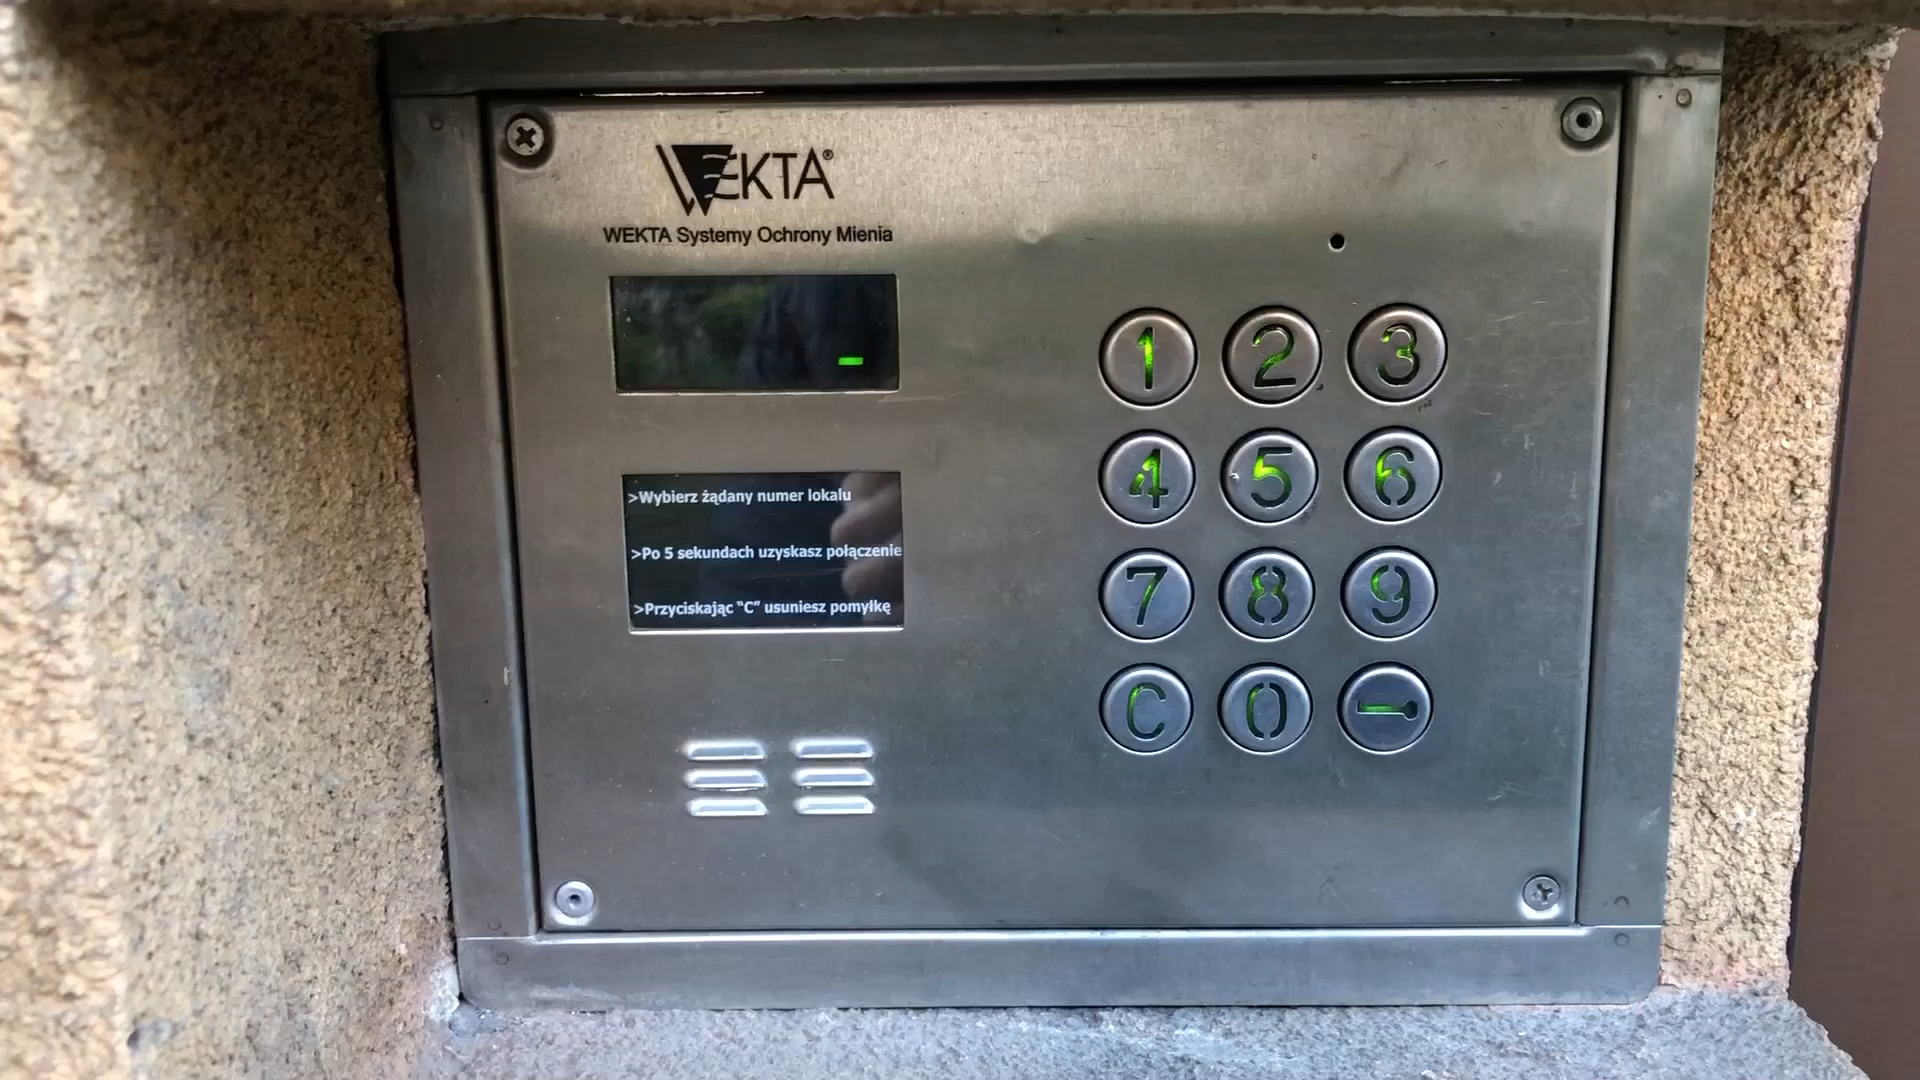 WEKTA®
WEKTA Systemy Ochrony Mienia
>Wybierz żądany numer lokalu
>Po 5 sekundach uzyskasz połączenie
>Przyciskając "C" usuniesz pomyłkę
1 2 3
4 5 6
7 8 9
C 0